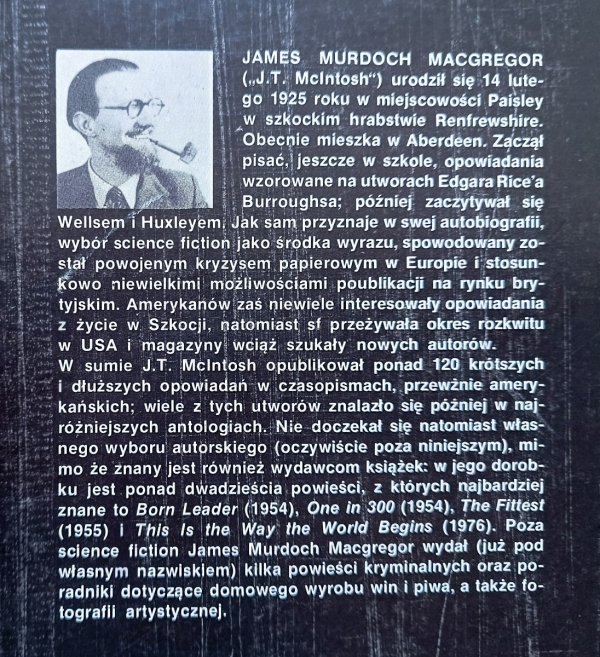 JAMES MURDOCH MACGREGOR
(„J.T. McIntosh“) urodził się 14 lute-
go 1925 roku w miejscowości Paisley
w szkockim hrabstwie Renfrewshire.
Obecnie mieszka w Aberdeen. Zaczął
pisać, jeszcze w szkole, opowiadania
wzorowane na utworach Edgara Rice'a
Burroughsa; później zaczytywał się
Wellsem i Huxleyem. Jak sam przyznaje w swej autobiografii,
wybór science fiction jako środka wyrazu, spowodowany zo-
stał powojenym kryzysem papierowym w Europie i stosun-
kowo niewielkimi możliwościami poublikacji na rynku bry-
tyjskim. Amerykanów zaś niewiele interesowały opowiadania
z życie w Szkocji, natomiast sf przeżywała okres rozkwitu
w USA i magazyny wciąż szukały nowych autorów.
W sumie J.T. McIntosh opublikował ponad 120 krótszych
i dłuższych opowiadań w czasopismach, przewżnie amery-
kańskich; wiele z tych utworów znalazło się później w naj-
różniejszych antologiach. Nie doczekał się natomiast włas-
nego wyboru autorskiego (oczywiście poza niniejszym), mi-
mo że znany jest również wydawcom książek: w jego dorob-
ku jest ponad dwadzieścia powieści, z których najbardziej
znane to Born Leader (1954), One in 300 (1954), The Fittest
(1955) i This Is the Way the World Begins (1976). Poza
science fiction James Murdoch Macgregor wydał (już pod
własnym nazwiskiem) kilka powieści kryminalnych oraz po-
radniki dotyczące domowego wyrobu win i piwa, a także fo-
tografii artystycznej.